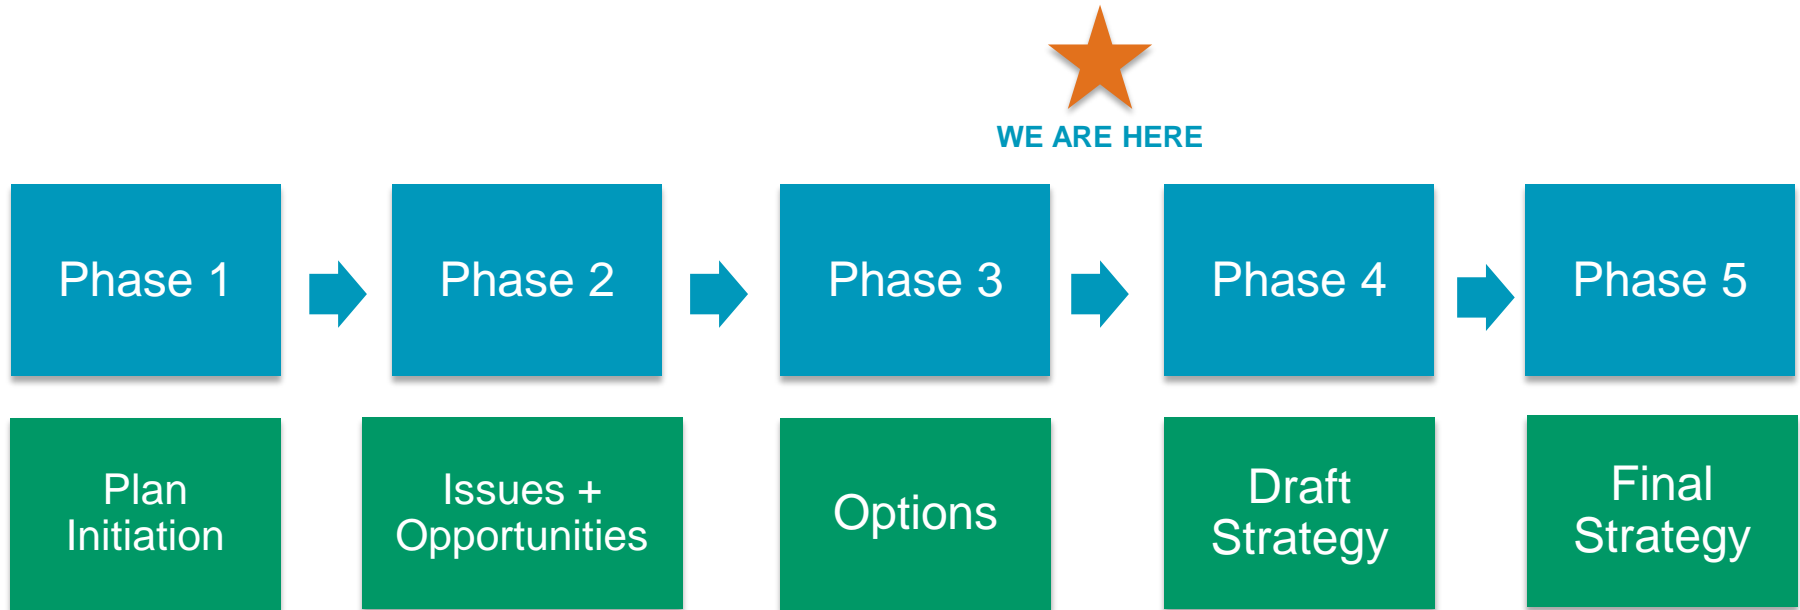 WE ARE HERE
Phase 1
Phase 2
Phase 3
Phase 4
Phase 5
Plan
Initiation
Issues +
Opportunities
Options
Draft
Strategy
Final
Strategy